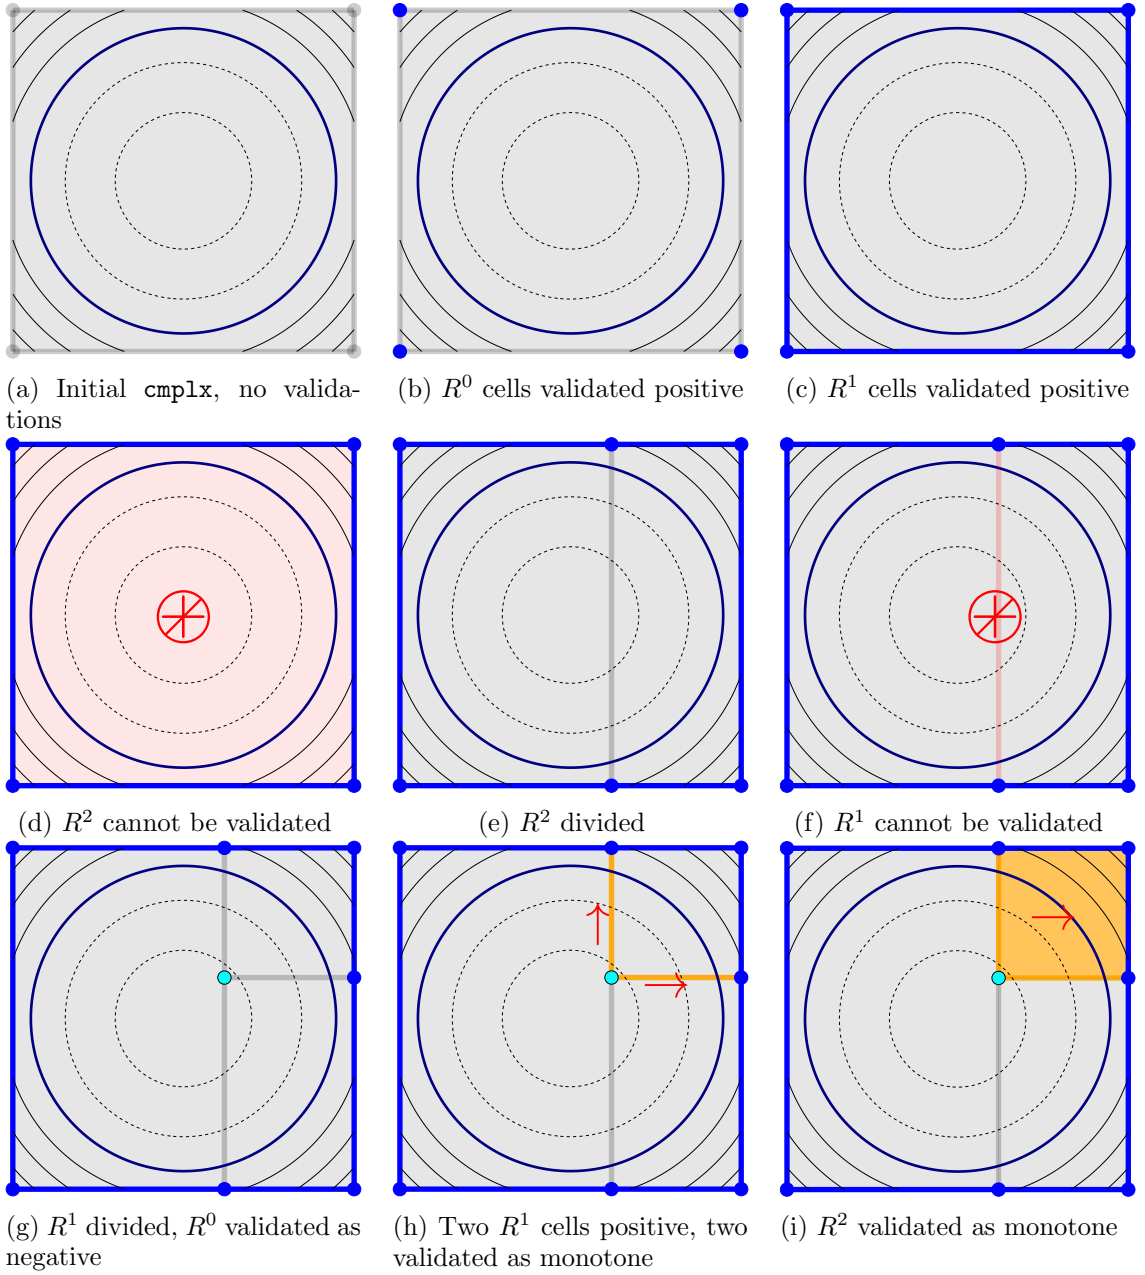 (a) Initial cmplx, no valida-
tions
(b) R⁰ cells validated positive
(c) R¹ cells validated positive
(d) R² cannot be validated
(e) R² divided
(f) R¹ cannot be validated
(g) R¹ divided, R⁰ validated as
negative
(h) Two R¹ cells positive, two
validated as monotone
(i) R² validated as monotone